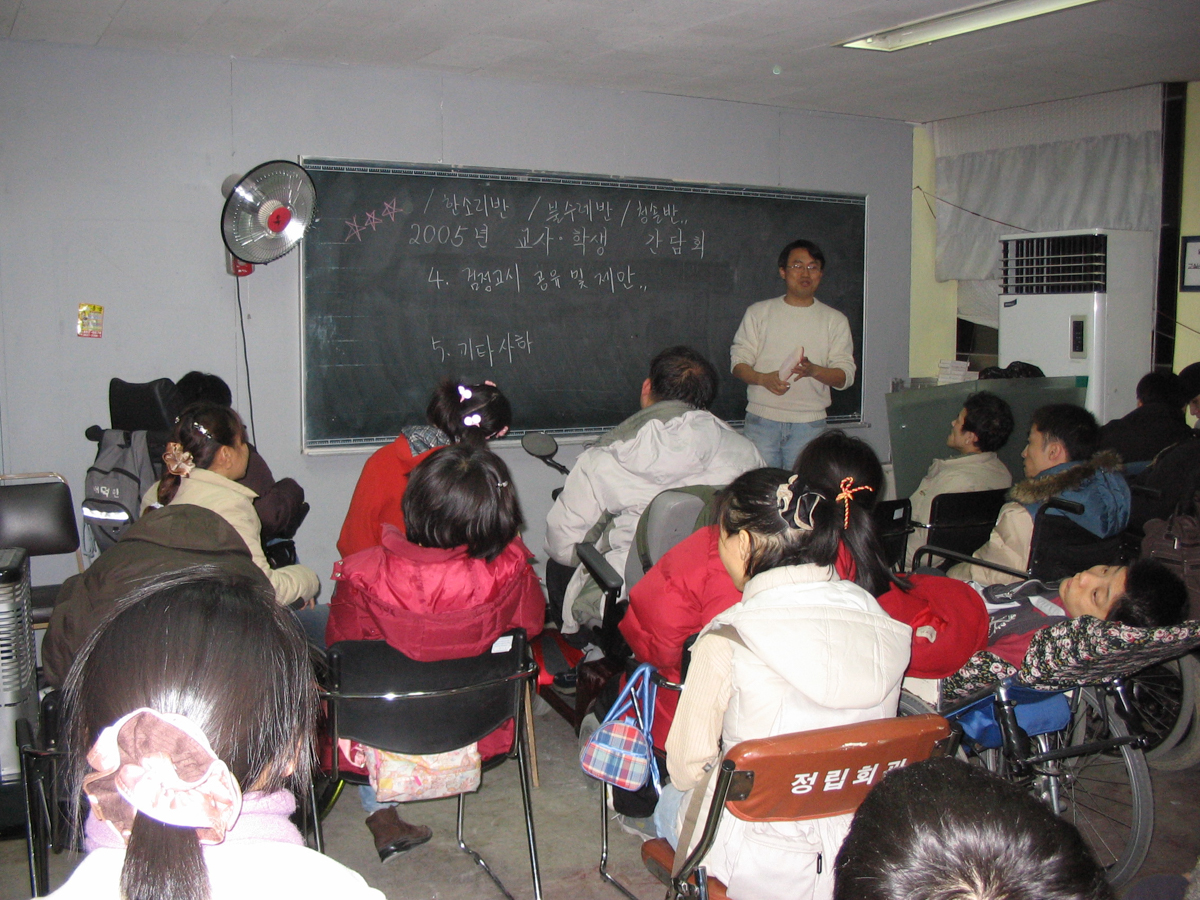 / 한소리반 / 불수레반 / 청솔반..
2005년 교사·학생 간담회
4. 검정고시 공유 및 제안..
5. 기타사항
정립회관